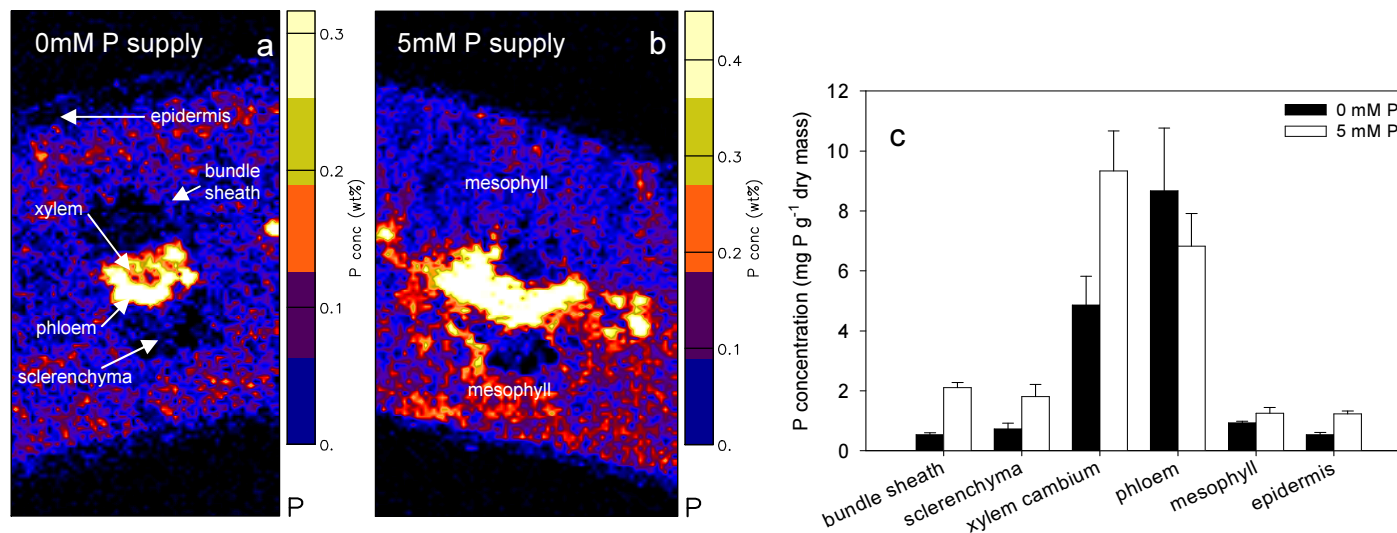 0mM P supply
a
epidermis
bundle
sheath
xylem
phloem
sclerenchyma
0.3
0.2
0.1
0.
P conc (wt%)
P
5mM P supply
b
mesophyll
mesophyll
0.4
0.3
0.2
0.1
0.
P conc (wt%)
P
c
0 mM P
5 mM P
P concentration (mg P g⁻¹ dry mass)
12
10
8
6
4
2
0
bundle sheath
sclerenchyma
xylem cambium
phloem
mesophyll
epidermis